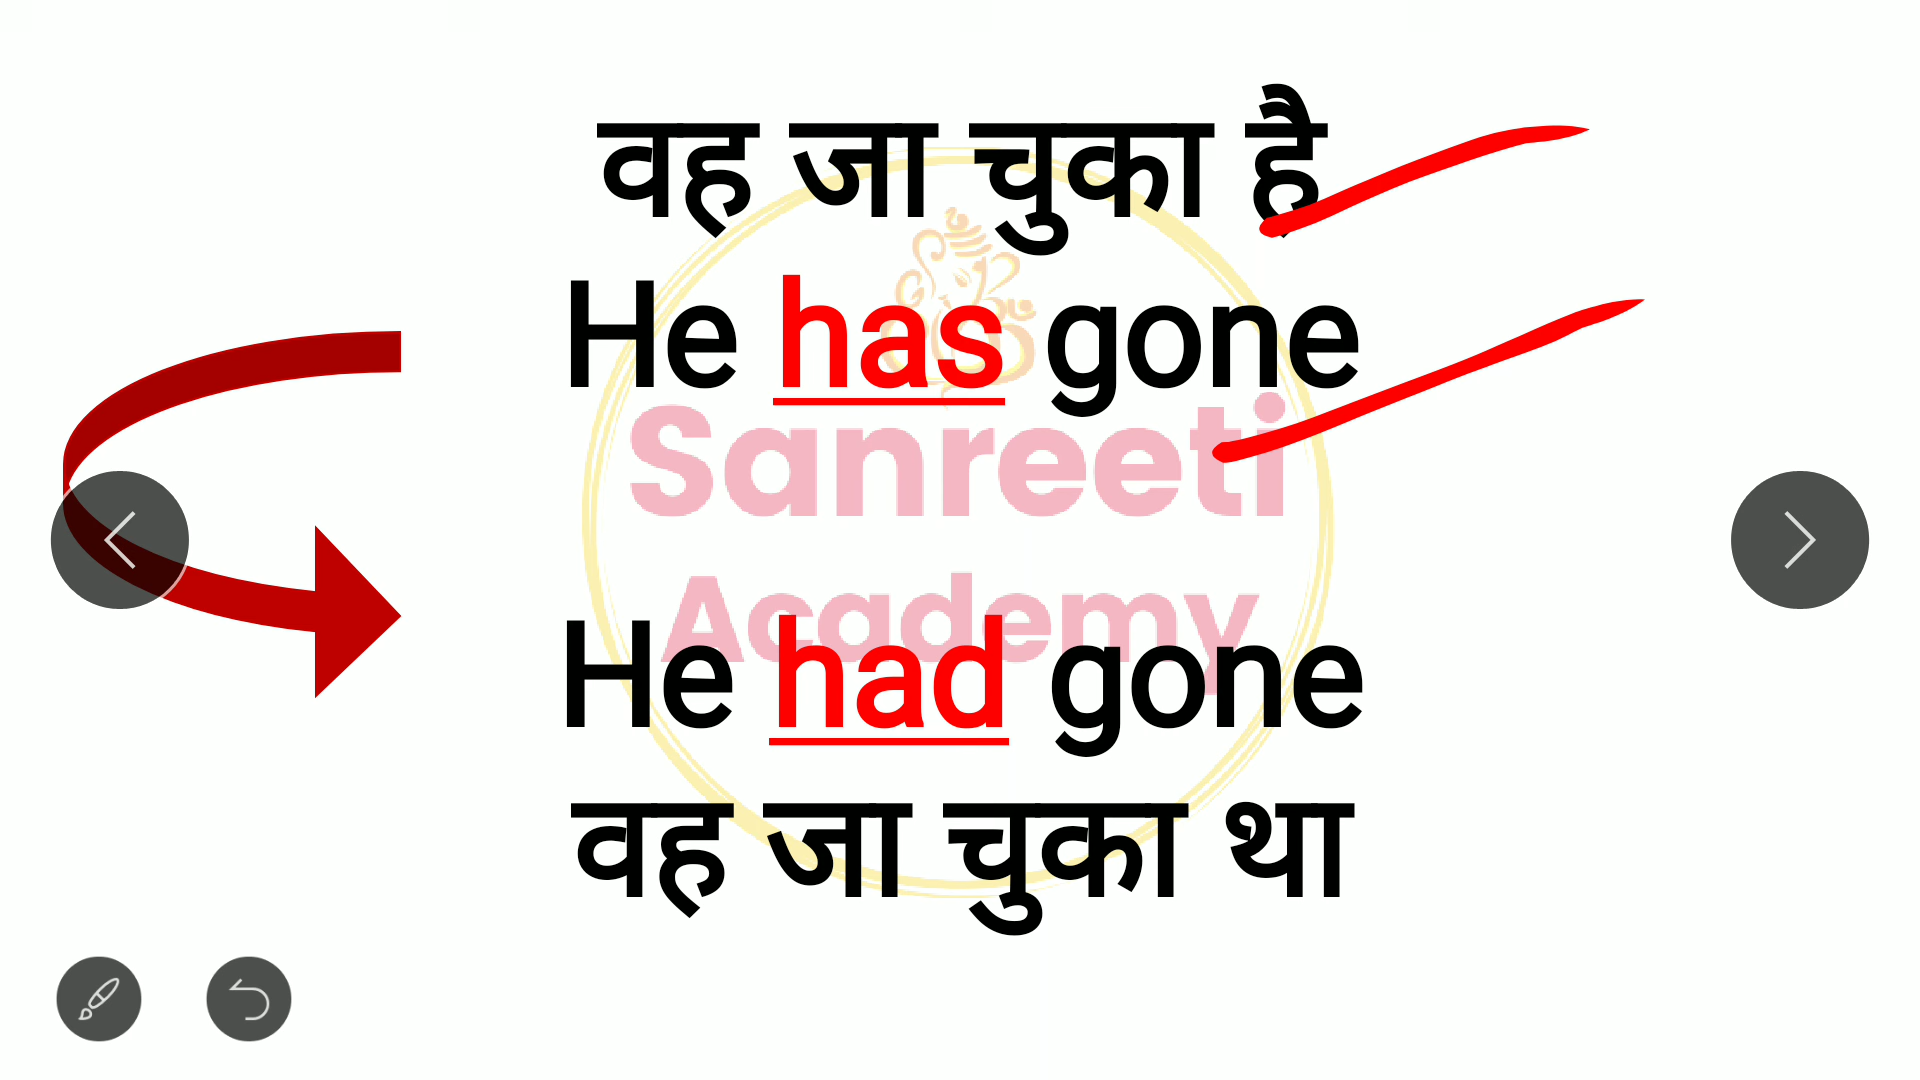 वह जा चुका है
He has gone
Sanreeti
Academy
He had gone
वह जा चुका था